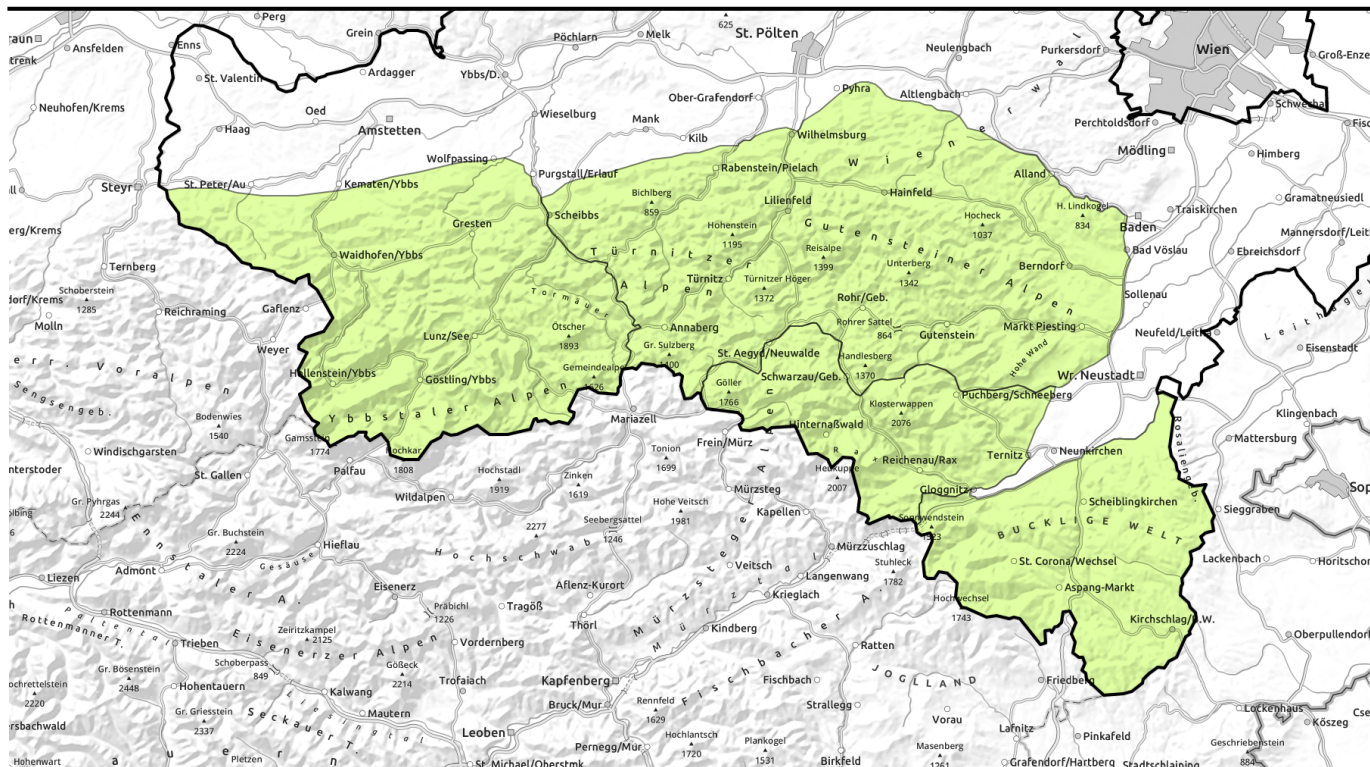 Perg
Grein
625
St. Pölten
Wien
Ansfelden
Enns
Pöchlarn
Melk
Neulengbach
Purkersdorf
St. Valentin
Ardagger
Ybbs/D.
Neuhofen/Krems
Oed
Ober-Grafendorf
Pyhra
Altlengbach
Haag
Amstetten
Wieselburg
Mank
Kilb
Wilhelmsburg
Perchtoldsdorf
Mödling
Himberg
Wolfpassing
Purgstall/Erlauf
Rabenstein/Pielach
Wiener
Steyr
St. Peter/Au
Kematen/Ybbs
Bichlberg
859
Lilienfeld
Hainfeld
Alland
H. Lindkogel
834
Baden
Traiskirchen
Gramatneusiedl
Gresten
Scheibbs
Hohenstein
1195
Hocheck
1037
Waidhofen/Ybbs
Türnitzer
Alpen
Gutensteiner
Alpen
Reisalpe
1399
Unterberg
1342
Bad Vöslau
Ebreichsdorf
Ternberg
Schoberstein
1285
Molln
Reichraming
Gaflenz
Weyer
Tormäuer
Türnitz
Türnitzer Höger
1372
Berndorf
Rohr/Geb.
Rohrer Sattel
864
Gutenstein
Markt Piesting
Sollenau
Neufeld/Leitha
Eisenstadt
Lunz/See
Ötscher
1893
Annaberg
Gr. Sulzberg
1400
St. Aegyd/Neuwalde
Handlesberg
1370
Hohe Wand
Wr. Neustadt
Voralpen
Sengsengeb.
Hollenstein/Ybbs
Göstling/Ybbs
Gemeindealpe
1626
Göller
1766
Schwarzau/Geb.
Klosterwappen
2076
Puchberg/Schneeberg
Ybbstaler Alpen
Bodenwies
1540
Gamsstein
1774
Hochkar
1808
Mariazell
Hinternaßwald
Rax
Rosaliengeb.
Klingenbach
Mattersburg
Windischgarsten
Palfau
Frein/Mürz
Tonion
1699
Heukuppe
2007
Reichenau/Rax
Ternitz
Neunkirchen
St. Gallen
Hochstadl
1919
Zinken
1619
Wildalpen
Mürzsteg
Gloggnitz
Scheiblingkirchen
Sieggraben
Gr. Pyhrgas
2244
Hohe Veitsch
1981
Kapellen
Sonnwendstein
1523
BUCKLIGE WELT
Gr. Buchstein
2224
Hieflau
2277
Seebergsattel
1246
Hochschwab
Mürzzuschlag
Stuhleck
1782
St. Corona/Wechsel
Lackenbach
Liezen
Admont
Gesäuse
Ennstaler A.
Eisenerz
Aflenz-Kurort
Veitsch
Langenwang
Krieglach
Hochwechsel
1743
Aspang-Markt
Rottenmann
Rottenmanner T.
Paltental
Trieben
Präbichl
1226
Tragöß
Thörl
Mürzsteger Alpen
Mürztal
Kindberg
Fischbacher A.
Kirchschlag/B.W.
Oberpullendorf
Zeiritzkampel
2125
Eisenerzer Alpen
Vordernberg
Ratten
Gr. Bösenstein
2448
Schoberpass
849
Gößeck
2214
Hohentauern
Kalwang
Trofaiach
Kapfenberg
Fischbach
JOGLLAND
Friedberg
2220
Gr. Griesstein
2337
Liesingtal
Seckauer T.
Mautern
Bruck/Mur
Rennfeld
1629
Strallegg
Vorau
Lafnitz
Pinkafeld
Lockenhaus
Köszeg
Leoben
Pernegg/Mur
Hochlantsch
1720
Plankogel
1531
Masenberg
1261
Geschriebenstein
884
Hohenwart
Pletzen
St. Michael/Oberstmk.
Birkfeld
Grafendorf/Hartberg
Stadtschlaining